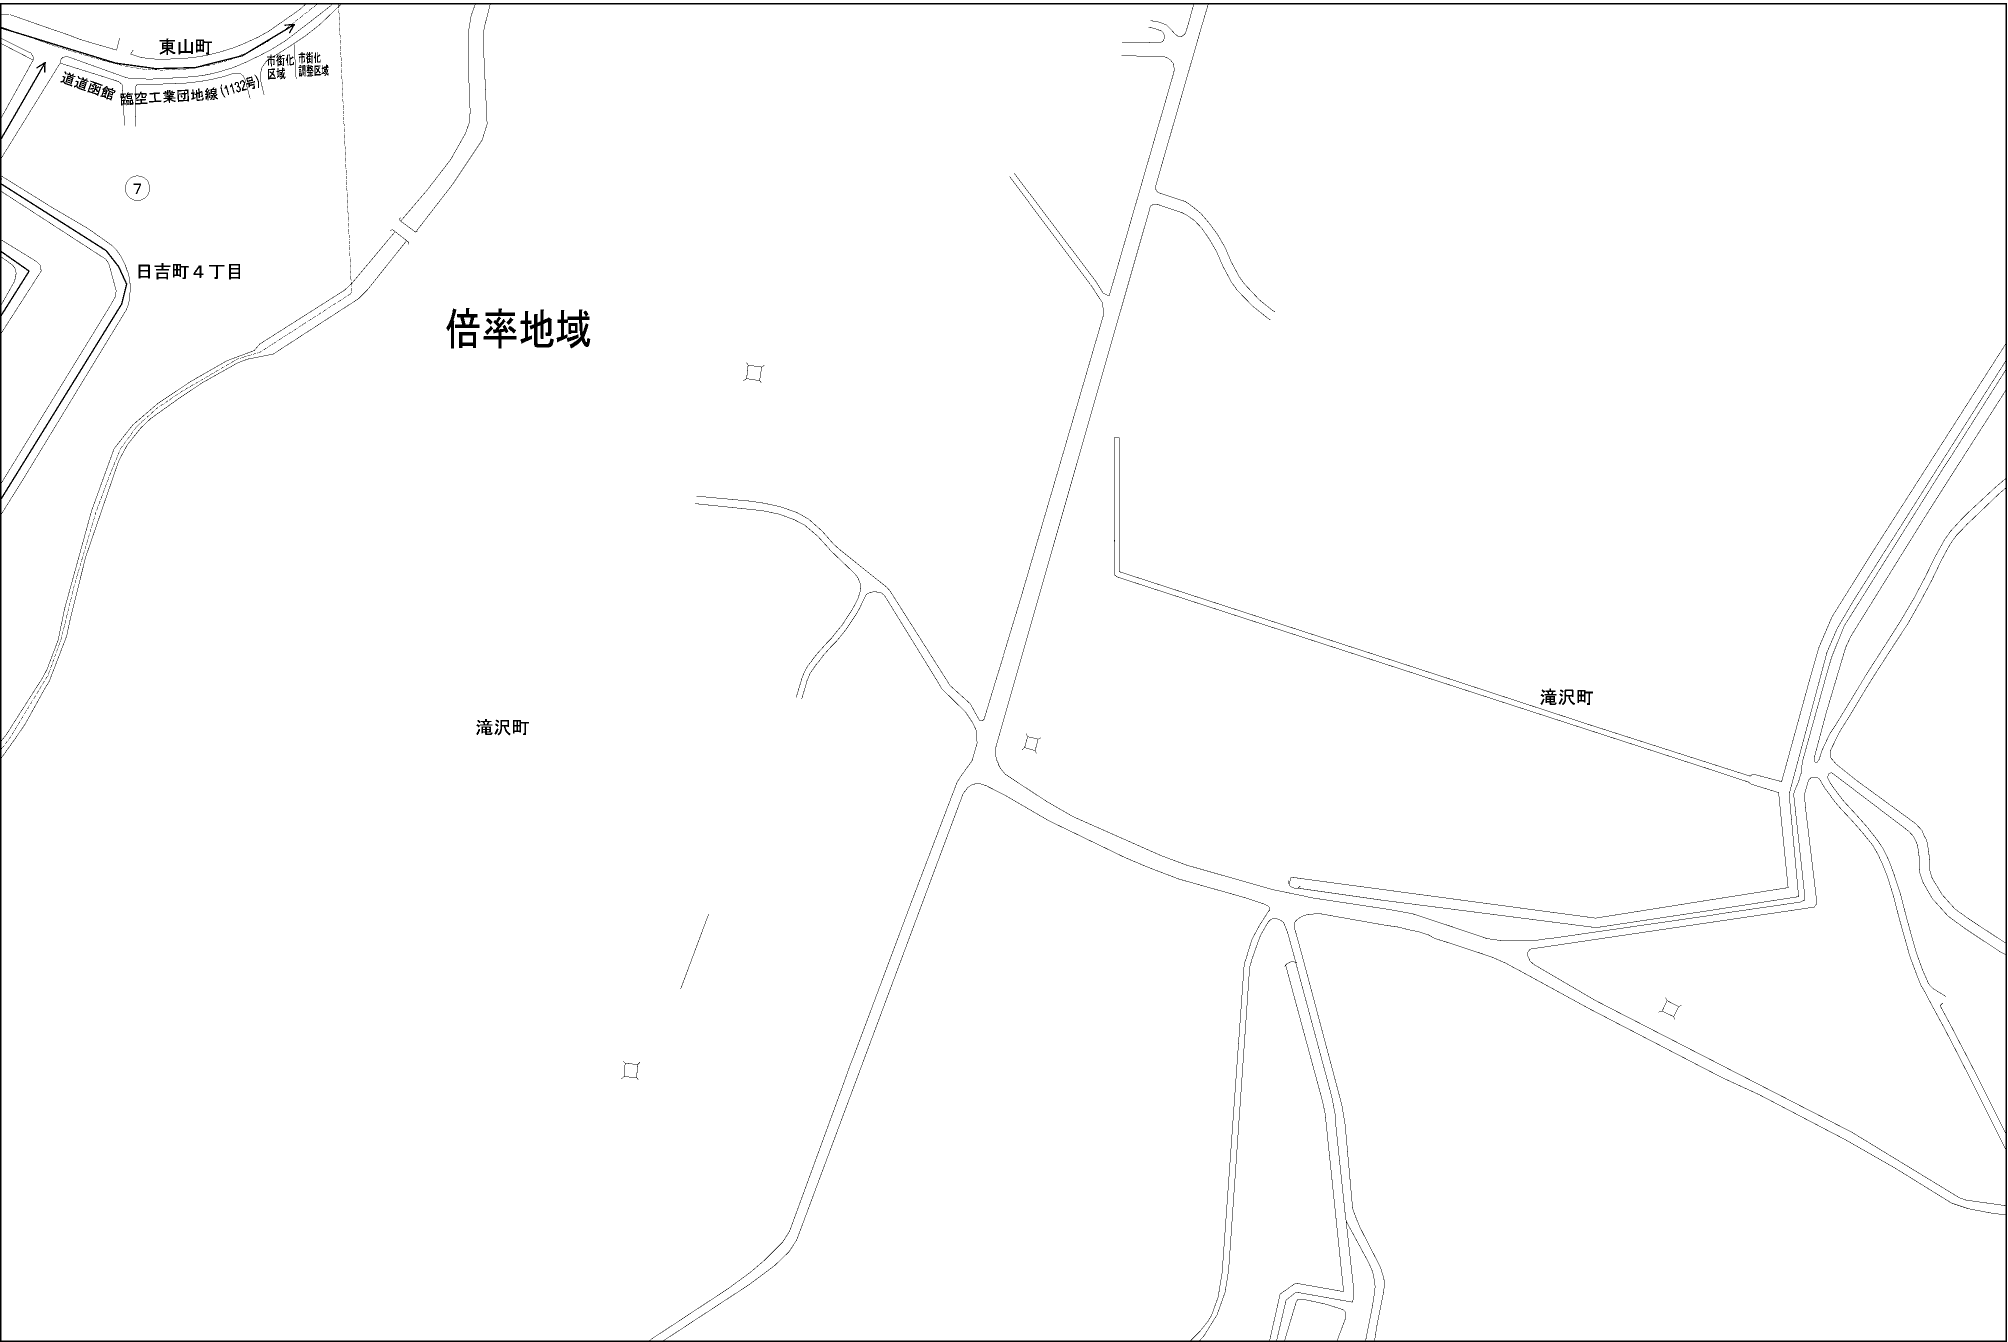 東山町
市街化
区域
市街化
調整区域
道道函館 臨空工業団地線(1132号)
7
日吉町4丁目
倍率地域
滝沢町
滝沢町